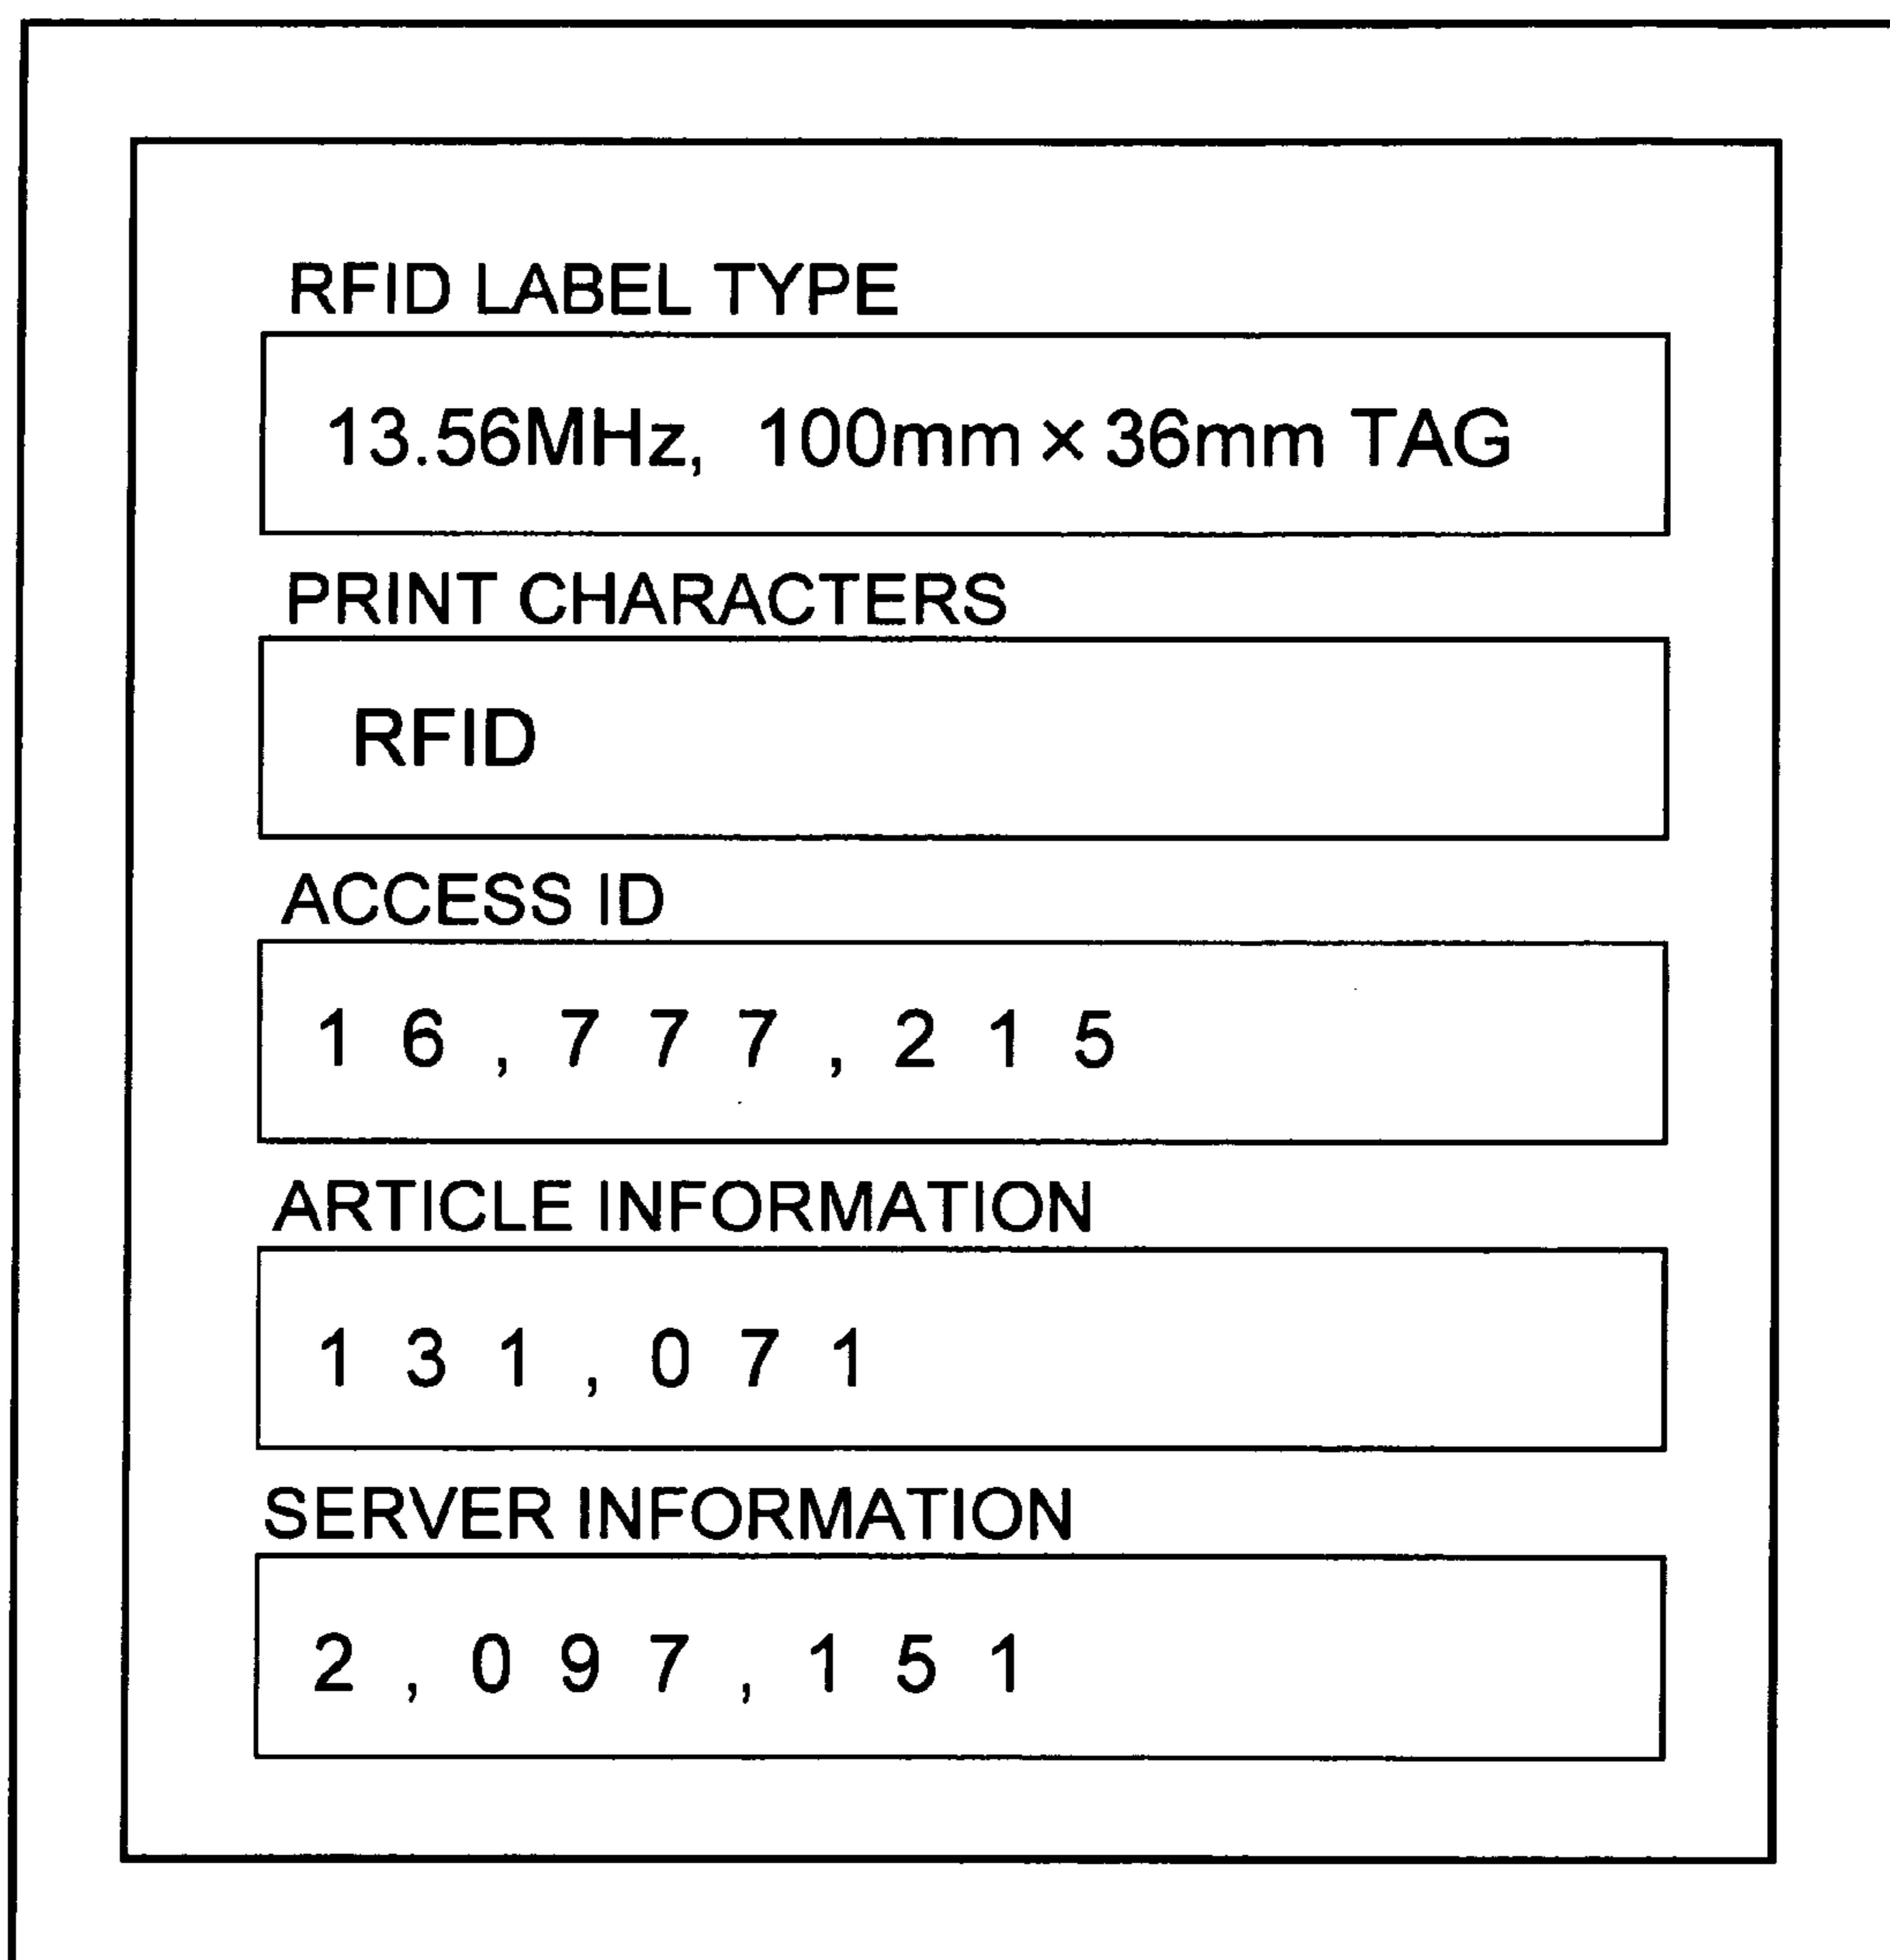 RFID LABEL TYPE
13.56MHz, 100mm×36mm TAG
PRINT CHARACTERS
RFID
ACCESS ID
16,777,215
ARTICLE INFORMATION
131,071
SERVER INFORMATION
2,097,151